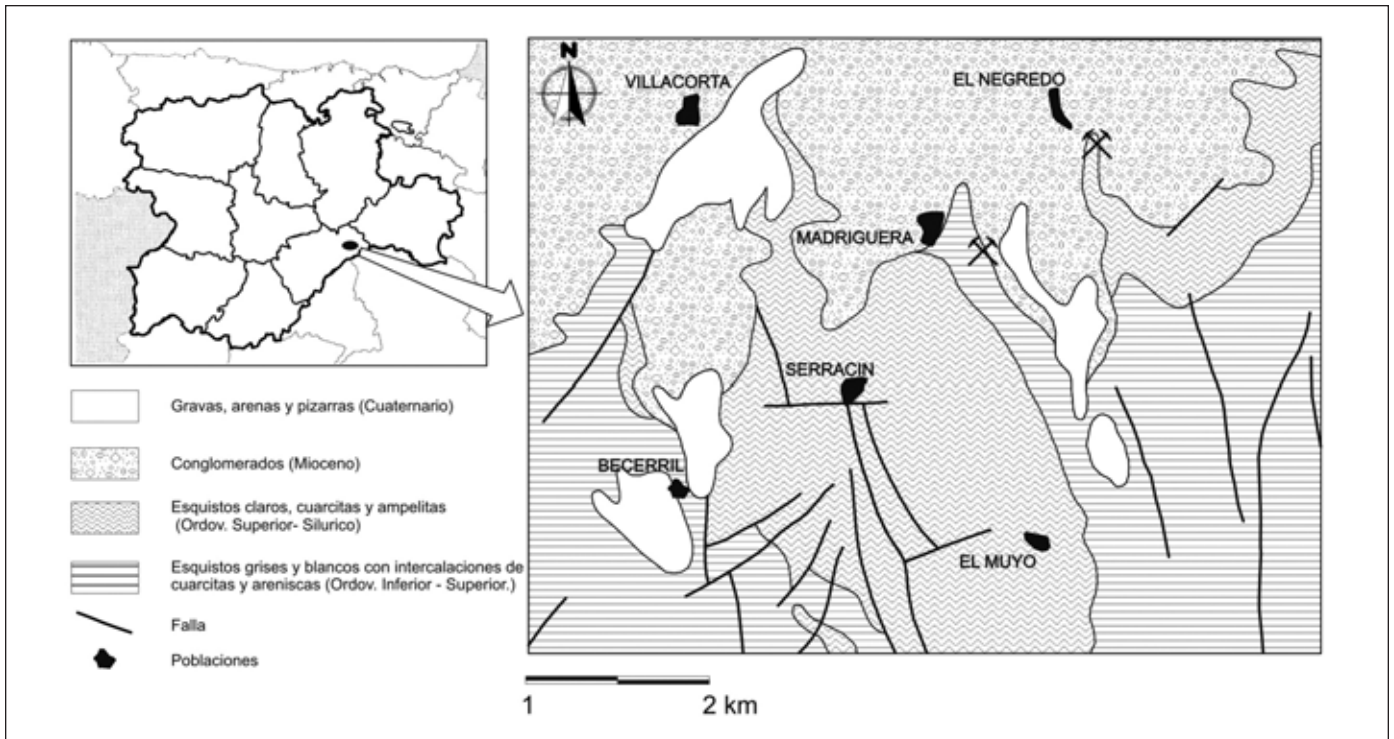 N
VILLACORTA
EL NEGREDO
MADRIGUERA
SERRACIN
BECERRIL
EL MUYO
Gravas, arenas y pizarras (Cuaternario)
Conglomerados (Mioceno)
Esquistos claros, cuarcitas y ampelitas
(Ordov. Superior- Silurico)
Esquistos grises y blancos con intercalaciones de
cuarcitas y areniscas (Ordov. Inferior - Superior.)
Falla
Poblaciones
1 2 km